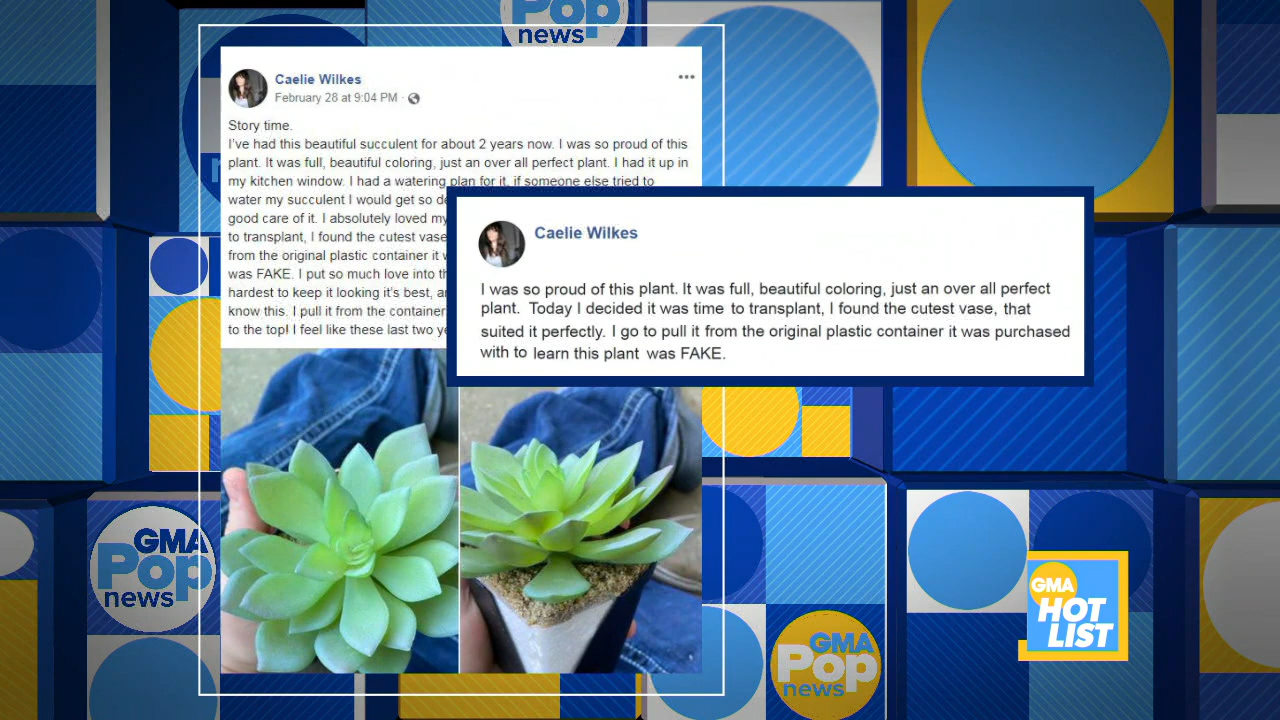 Pop
news
Caelie Wilkes
February 28 at 9:04 PM ·
Story time.
I've had this beautiful succulent for about 2 years now. I was so proud of this
plant. It was full, beautiful coloring, just an over all perfect plant. I had it up in
my kitchen window. I had a watering plan for it, if someone else tried to
water my succulent I would get so
good care of it. I absolutely loved my
to transplant, I found the cutest vase
from the original plastic container it
was FAKE. I put so much love into
hardest to keep it looking it's best,
know this. I pull it from the container
to the top! I feel like these last two
Caelie Wilkes
I was so proud of this plant. It was full, beautiful coloring, just an over all perfect
plant. Today I decided it was time to transplant, I found the cutest vase, that
suited it perfectly. I go to pull it from the original plastic container it was purchased
with to learn this plant was FAKE.
GMA
Pop
news
GMA
HOT
LIST
GMA
Pop
news